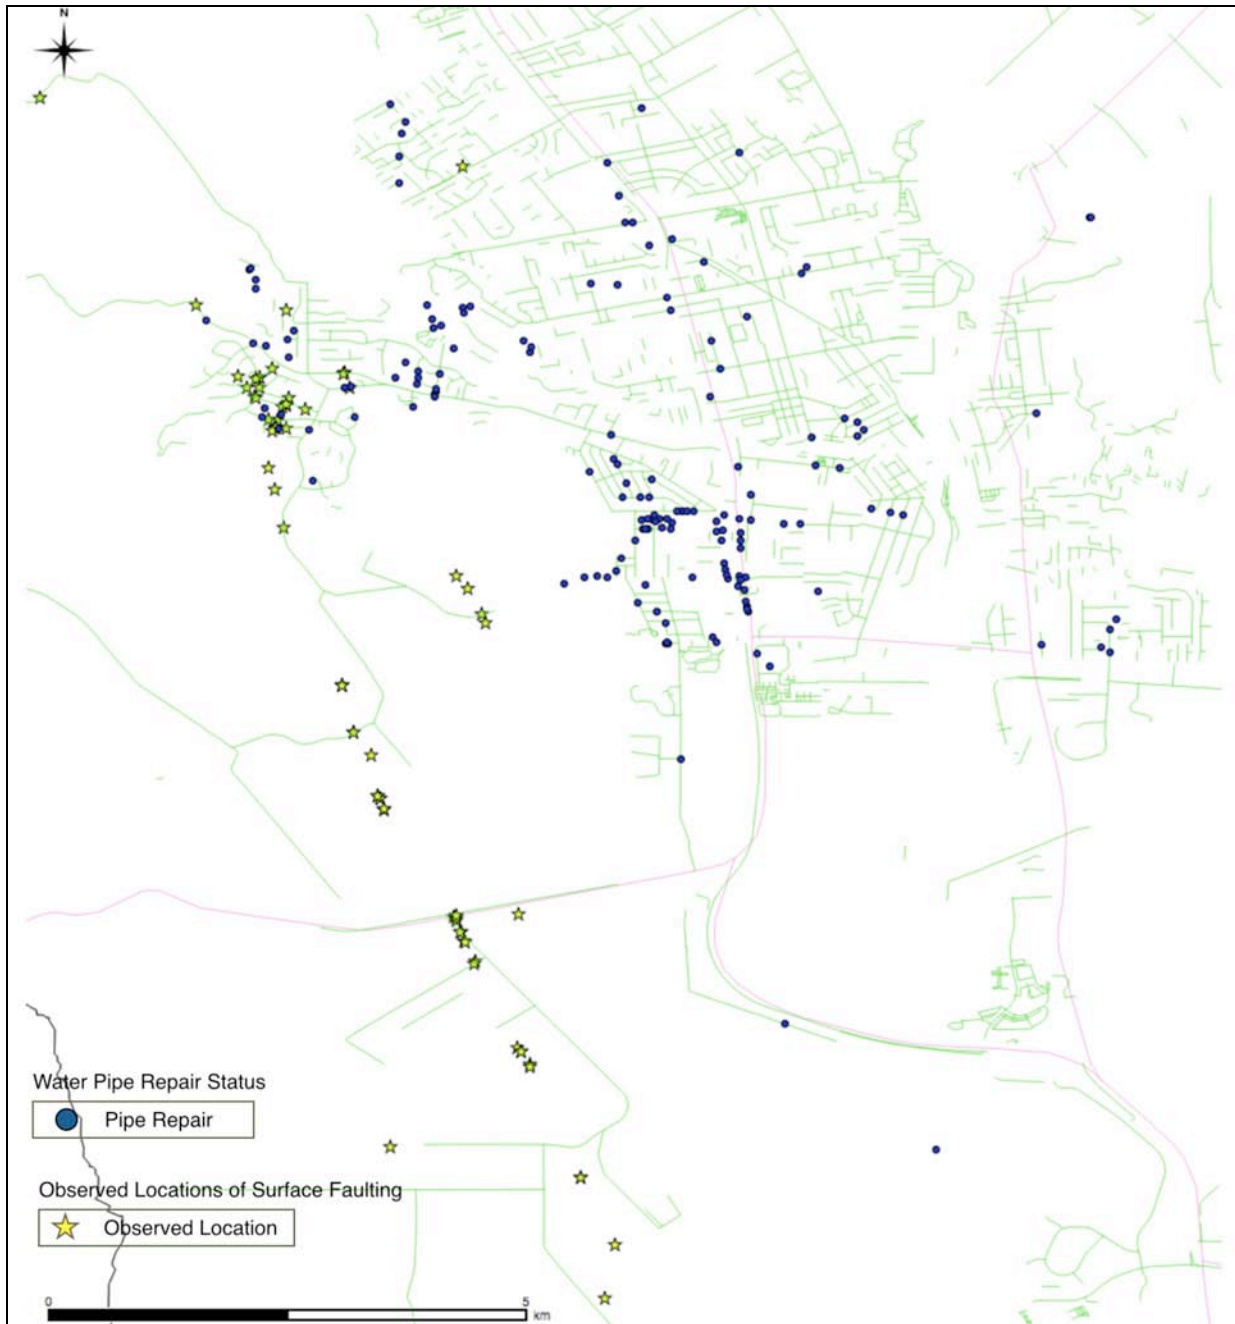 N
Water Pipe Repair Status
Pipe Repair
Observed Locations of Surface Faulting
Observed Location
0 5
km